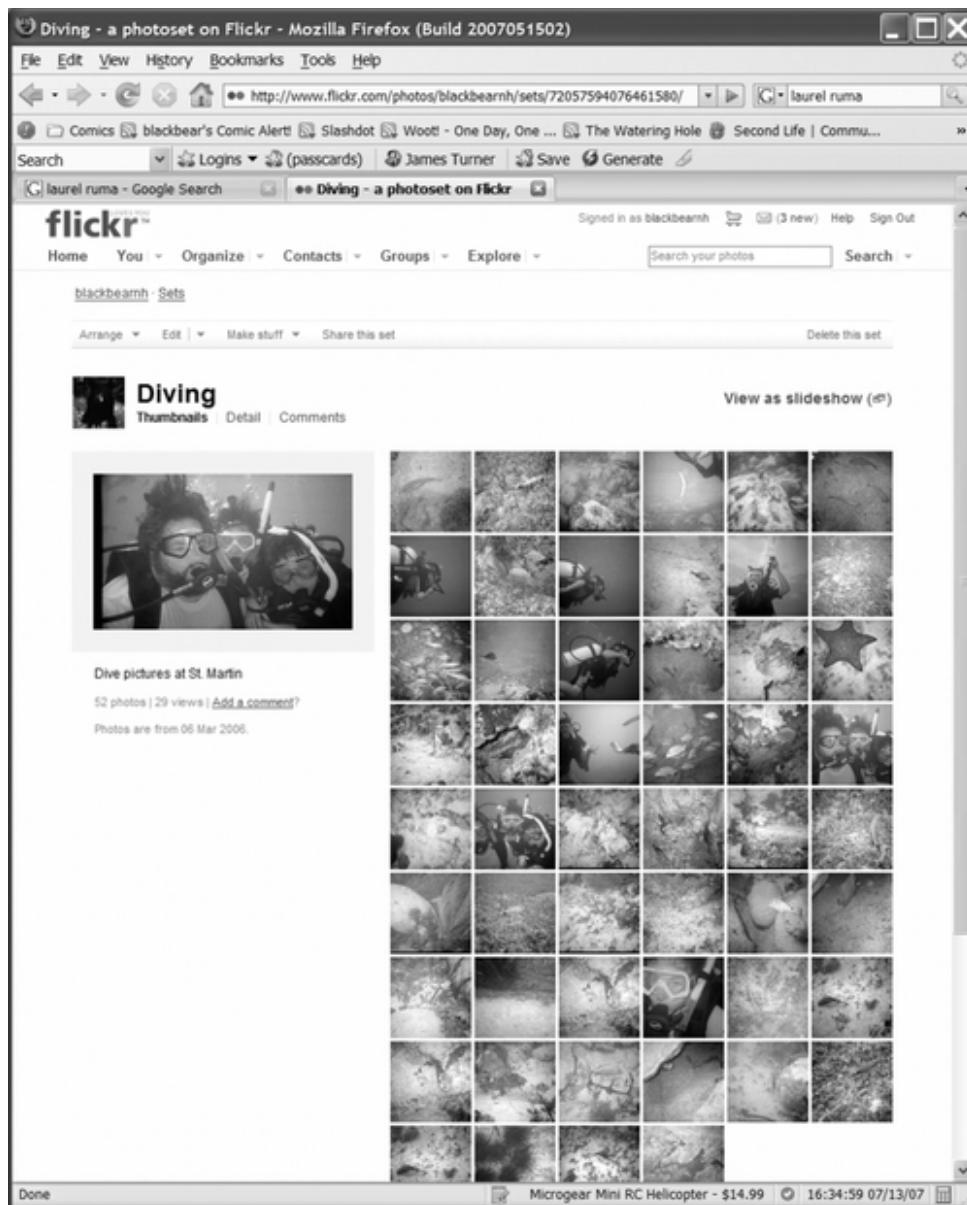 Diving - a photoset on Flickr - Mozilla Firefox (Build 2007051502)
File Edit View History Bookmarks Tools Help
http://www.flickr.com/photos/blackbearnh/sets/72057594076461580/ G laurel ruma
Comics blackbear's Comic Alert! Slashdot Woot! - One Day, One ... The Watering Hole Second Life | Commu... »
Search Logins (passcards) James Turner Save Generate
G laurel ruma - Google Search Diving - a photoset on Flickr
flickr™ Signed in as blackbearnh (3 new) Help Sign Out
Home You Organize Contacts Groups Explore Search your photos Search
blackbearnh · Sets
Arrange Edit Make stuff Share this set Delete this set
Diving
View as slideshow
Thumbnails Detail Comments
Dive pictures at St. Martin
52 photos | 29 views | Add a comment?
Photos are from 06 Mar 2006.
Done Microgear Mini RC Helicopter - $14.99 16:34:59 07/13/07